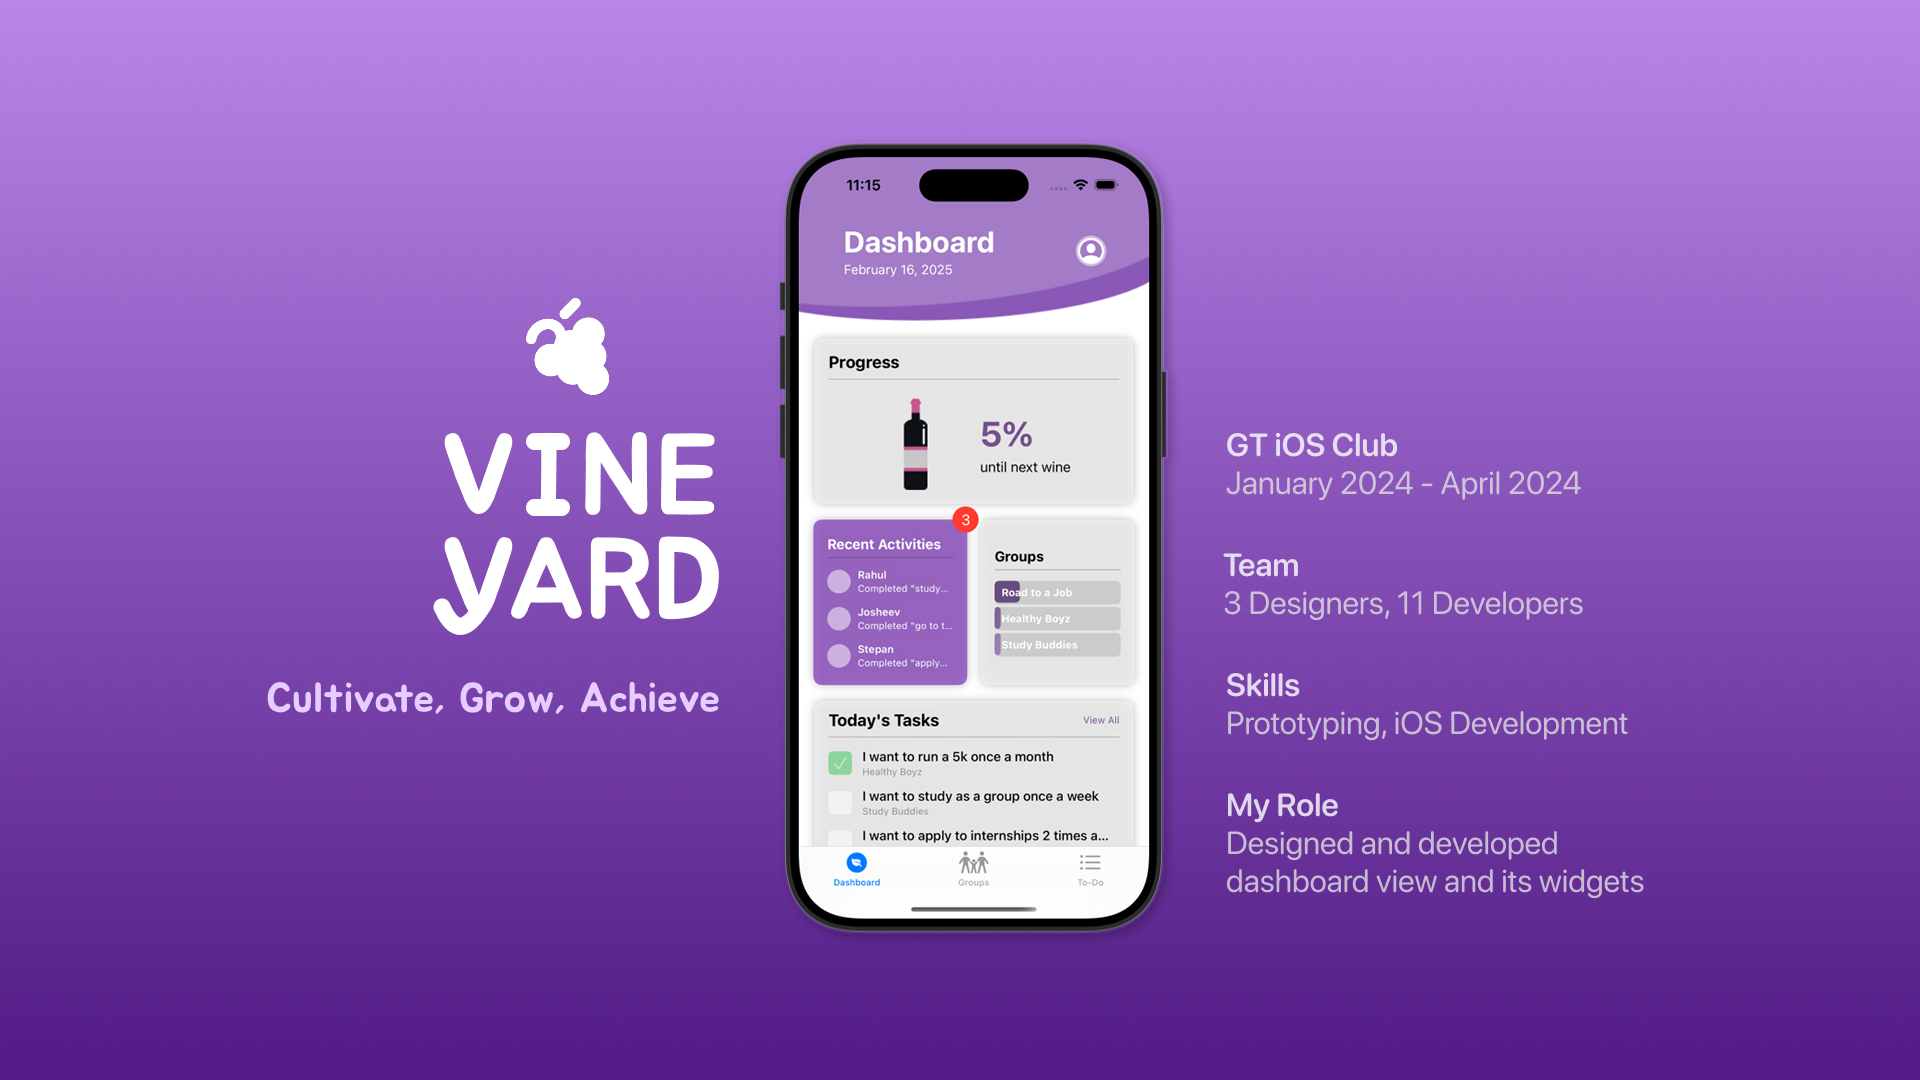 VINE
YARD
Cultivate, Grow, Achieve
11:15
Dashboard
February 16, 2025
Progress
5%
until next wine
3
Recent Activities
Rahul
Completed "study...
Josheev
Completed "go to t...
Stepan
Completed "apply...
Groups
Road to a Job
Healthy Boyz
Study Buddies
Today's Tasks
View All
I want to run a 5k once a month
Healthy Boyz
I want to study as a group once a week
Study Buddies
I want to apply to internships 2 times a...
Dashboard
Groups
To-Do
GT iOS Club
January 2024 - April 2024
Team
3 Designers, 11 Developers
Skills
Prototyping, iOS Development
My Role
Designed and developed
dashboard view and its widgets